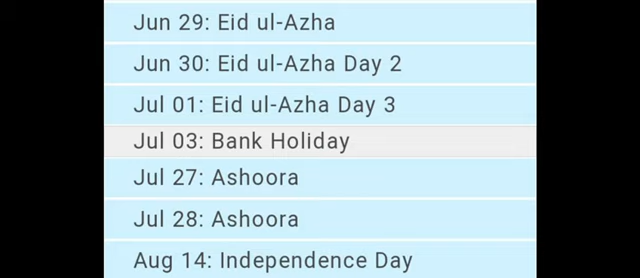 Jun 29: Eid ul-Azha
Jun 30: Eid ul-Azha Day 2
Jul 01: Eid ul-Azha Day 3
Jul 03: Bank Holiday
Jul 27: Ashoora
Jul 28: Ashoora
Aug 14: Independence Day